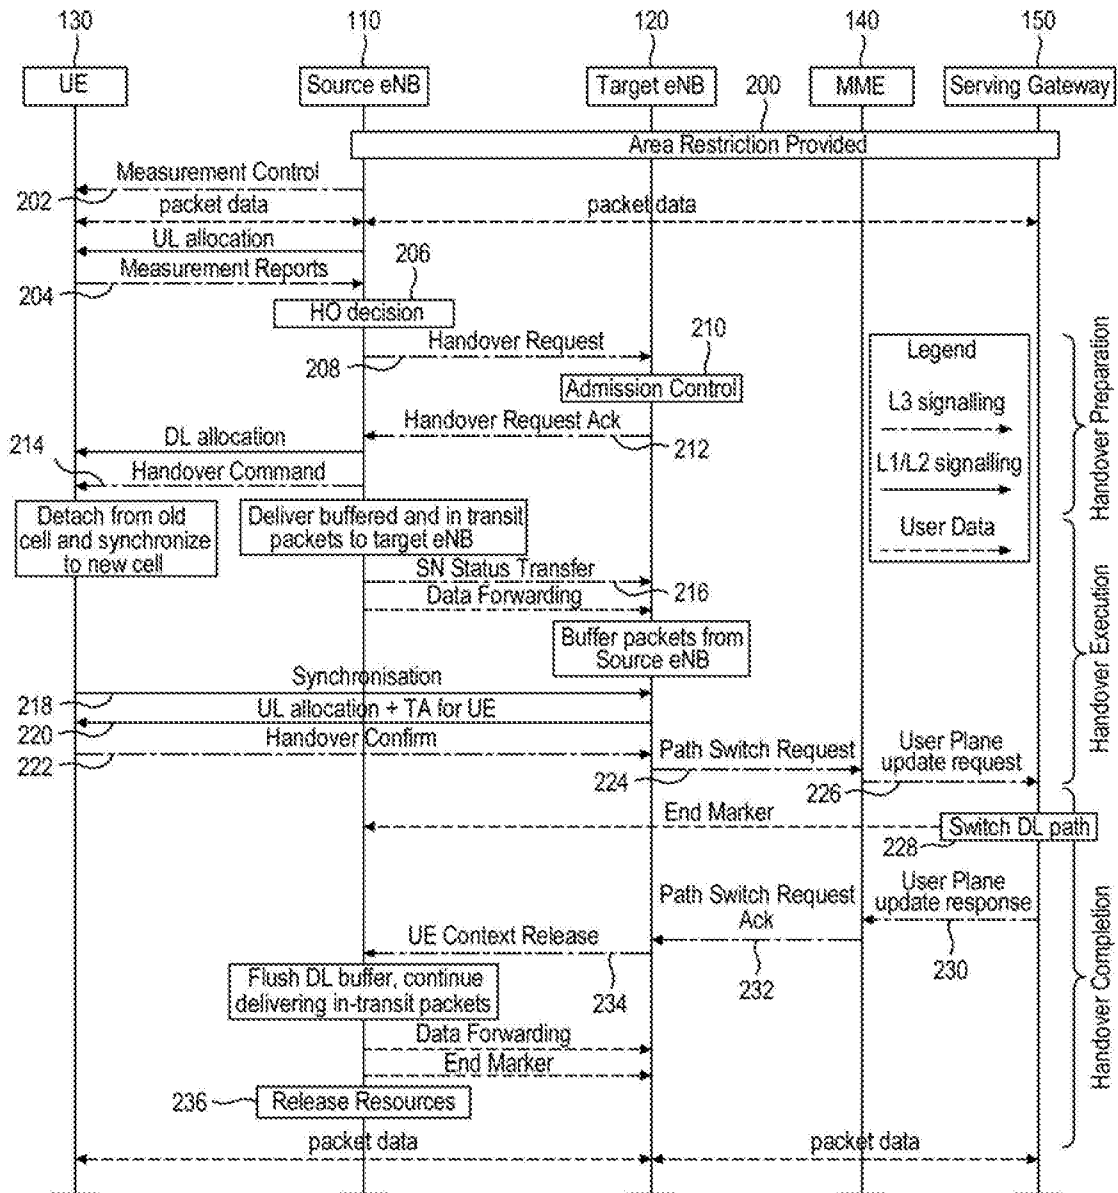 130
110
120
140
150
UE
Source eNB
Target eNB
MME
Serving Gateway
200
Area Restriction Provided
Measurement Control
202
packet data
packet data
UL allocation
Measurement Reports
204
206
HO decision
Handover Request
208
210
Admission Control
Legend
L3 signalling
L1/L2 signalling
User Data
Handover Preparation
Handover Request Ack
212
DL allocation
214
Handover Command
Detach from old
cell and synchronize
to new cell
Deliver buffered and in transit
packets to target eNB
SN Status Transfer
216
Data Forwarding
Buffer packets from
Source eNB
Handover Execution
Synchronisation
218
UL allocation + TA for UE
220
Handover Confirm
222
Path Switch Request
224
User Plane
update request
226
End Marker
Switch DL path
228
User Plane
update response
230
Path Switch Request
Ack
232
UE Context Release
234
Flush DL buffer, continue
delivering in-transit packets
Handover Completion
Data Forwarding
End Marker
236
Release Resources
packet data
packet data